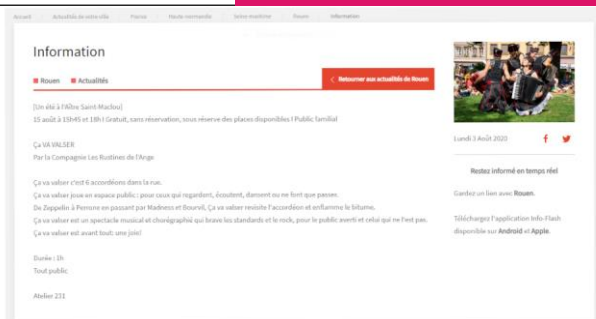 Accueil Actualités de votre ville France Haute-normandie Seine-maritime Rouen Information
Information
Rouen Actualités
< Retourner aux actualités de Rouen
[Un été à l'Aître Saint-Maclou]
15 août à 15h45 et 18h I Gratuit, sans réservation, sous réserve des places disponibles I Public familial
Ça VA VALSER
Par la Compagnie Les Rustines de l'Ange
Ça va valser c'est 6 accordéons dans la rue.
Ça va valser joue en espace public : pour ceux qui regardent, écoutent, dansent ou ne font que passer.
De Zeppelin à Perrone en passant par Madness et Bourvil, Ça va valser revisite l'accordéon et enflamme le bitume.
Ça va valser est un spectacle musical et chorégraphié qui brave les standards et le rock, pour le public averti et celui qui ne l'est pas.
Ça va valser est avant tout: une joie!
Durée : 1h
Tout public
Atelier 231
Lundi 3 Août 2020
Restez informé en temps réel
Gardez un lien avec Rouen.
Téléchargez l'application Info-Flash
disponible sur Android et Apple.